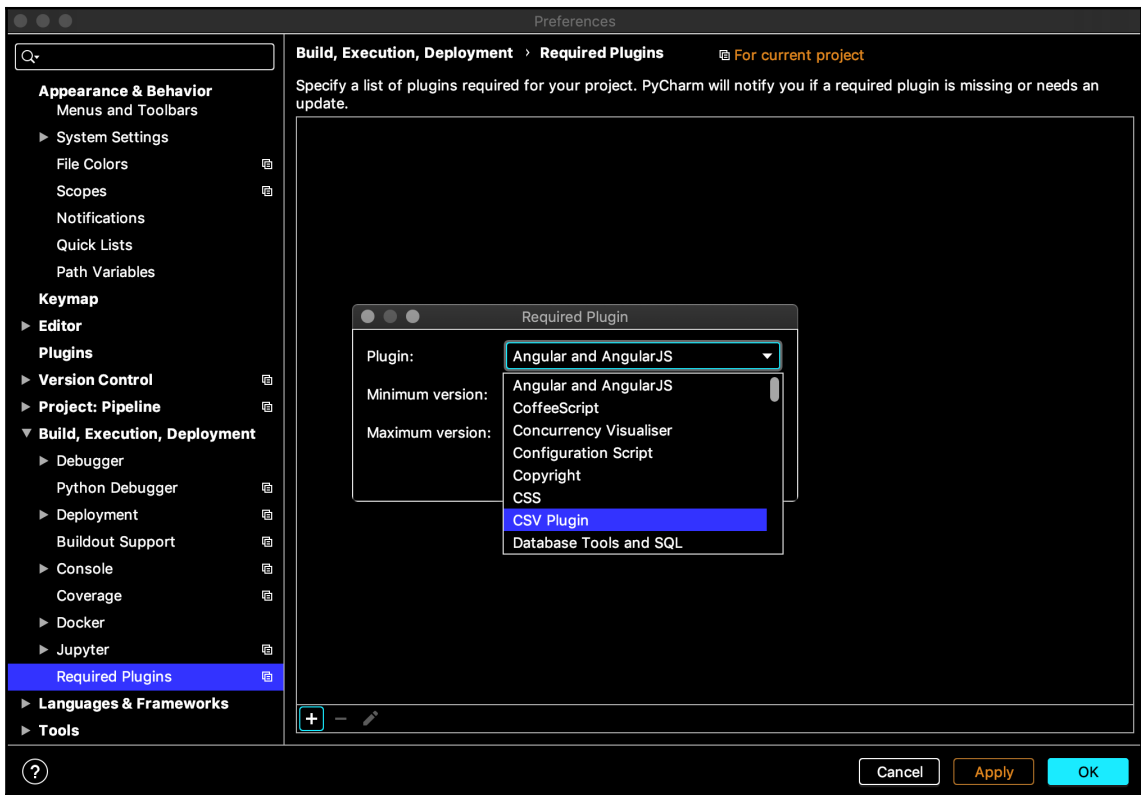 Preferences
Appearance & Behavior
Menus and Toolbars
System Settings
File Colors
Scopes
Notifications
Quick Lists
Path Variables
Keymap
Editor
Plugins
Version Control
Project: Pipeline
Build, Execution, Deployment
Debugger
Python Debugger
Deployment
Buildout Support
Console
Coverage
Docker
Jupyter
Required Plugins
Languages & Frameworks
Tools
Build, Execution, Deployment › Required Plugins For current project
Specify a list of plugins required for your project. PyCharm will notify you if a required plugin is missing or needs an
update.
Required Plugin
Plugin: Angular and AngularJS
Minimum version:
Maximum version:
Angular and AngularJS
CoffeeScript
Concurrency Visualiser
Configuration Script
Copyright
CSS
CSV Plugin
Database Tools and SQL
+ −
? Cancel Apply OK